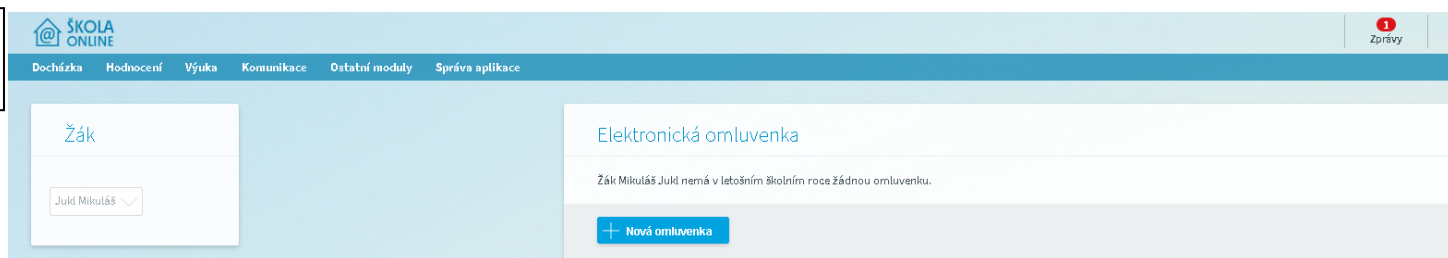 ŠKOLA
ONLINE
1
Zprávy
Docházka Hodnocení Výuka Komunikace Ostatní moduly Správa aplikace
Žák
Jukl Mikuláš
Elektronická omluvenka
Žák Mikuláš Jukl nemá v letošním školním roce žádnou omluvenku.
Nová omluvenka